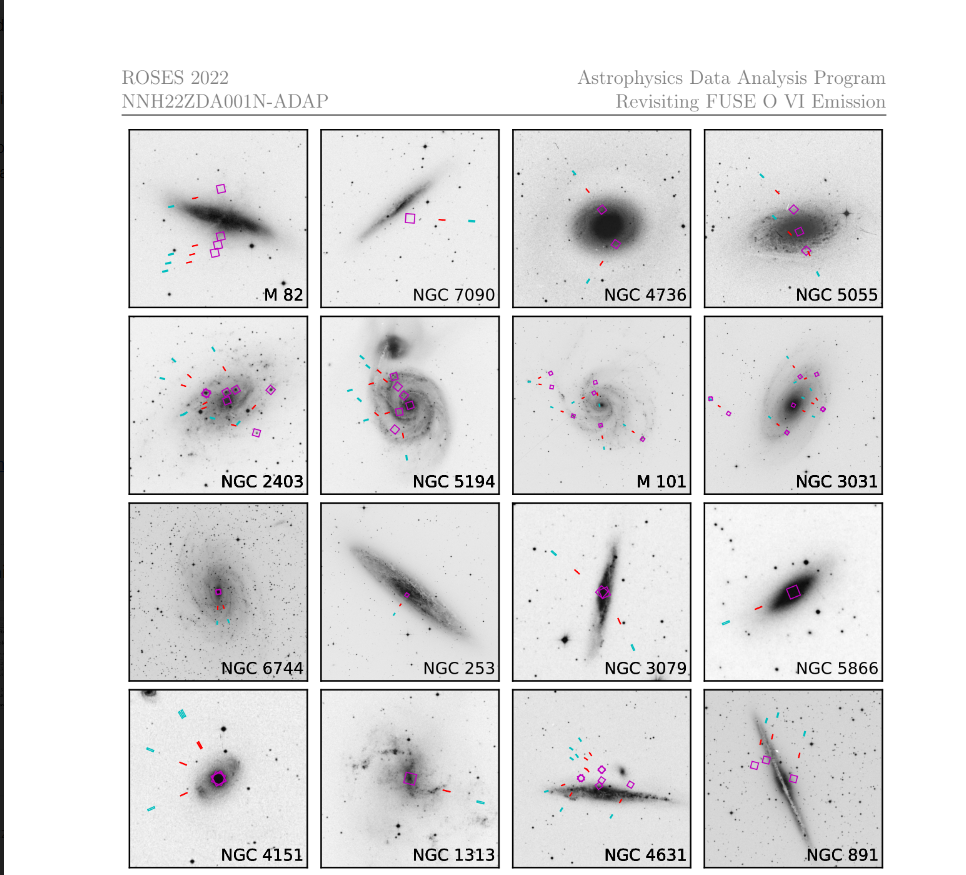 ROSES 2022
Astrophysics Data Analysis Program
NNH22ZDA001N-ADAP
Revisiting FUSE O VI Emission
M 82
NGC 7090
NGC 4736
NGC 5055
NGC 2403
NGC 5194
M 101
NGC 3031
NGC 6744
NGC 253
NGC 3079
NGC 5866
NGC 4151
NGC 1313
NGC 4631
NGC 891